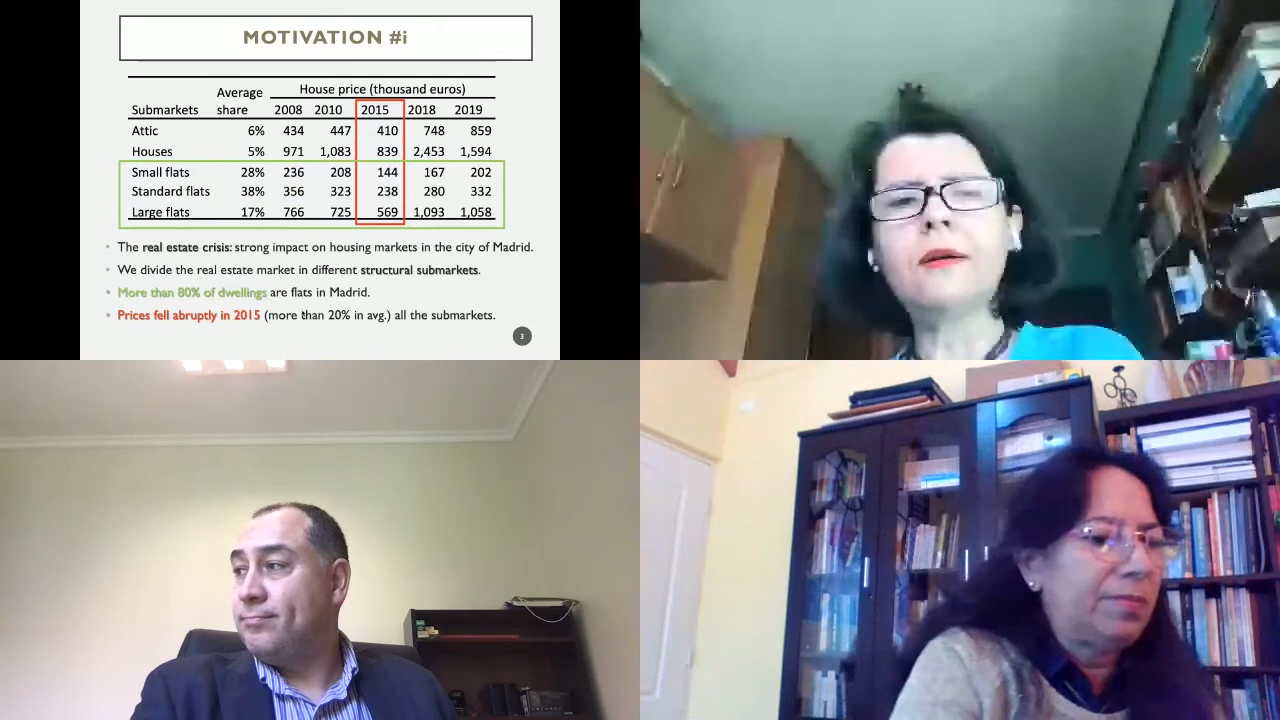 MOTIVATION #i
Average House price (thousand euros)
Submarkets share 2008 2010 2015 2018 2019
Attic 6% 434 447 410 748 859
Houses 5% 971 1,083 839 2,453 1,594
Small flats 28% 236 208 144 167 202
Standard flats 38% 356 323 238 280 332
Large flats 17% 766 725 569 1,093 1,058
• The real estate crisis: strong impact on housing markets in the city of Madrid.
• We divide the real estate market in different structural submarkets.
• More than 80% of dwellings are flats in Madrid.
• Prices fell abruptly in 2015 (more than 20% in avg.) all the submarkets.
3